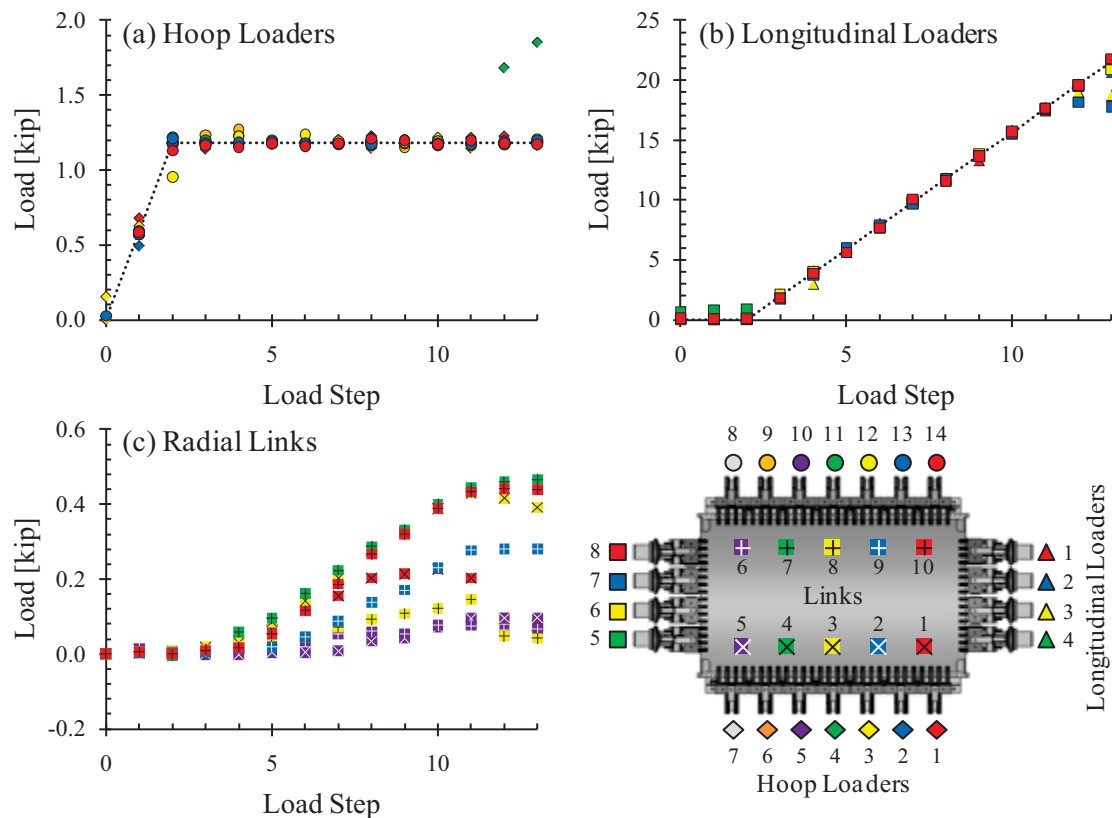 (a) Hoop Loaders
Load [kip]
2.0
1.5
1.0
0.5
0.0
0
5
10
Load Step
(b) Longitudinal Loaders
Load [kip]
25
20
15
10
5
0
0
5
10
Load Step
(c) Radial Links
Load [kip]
0.6
0.4
0.2
0.0
-0.2
0
5
10
Load Step
8 9 10 11 12 13 14
8
7
6
5
6 7 8 9 10
Links
5 4 3 2 1
1
2
3
4
Longitudinal Loaders
7 6 5 4 3 2 1
Hoop Loaders